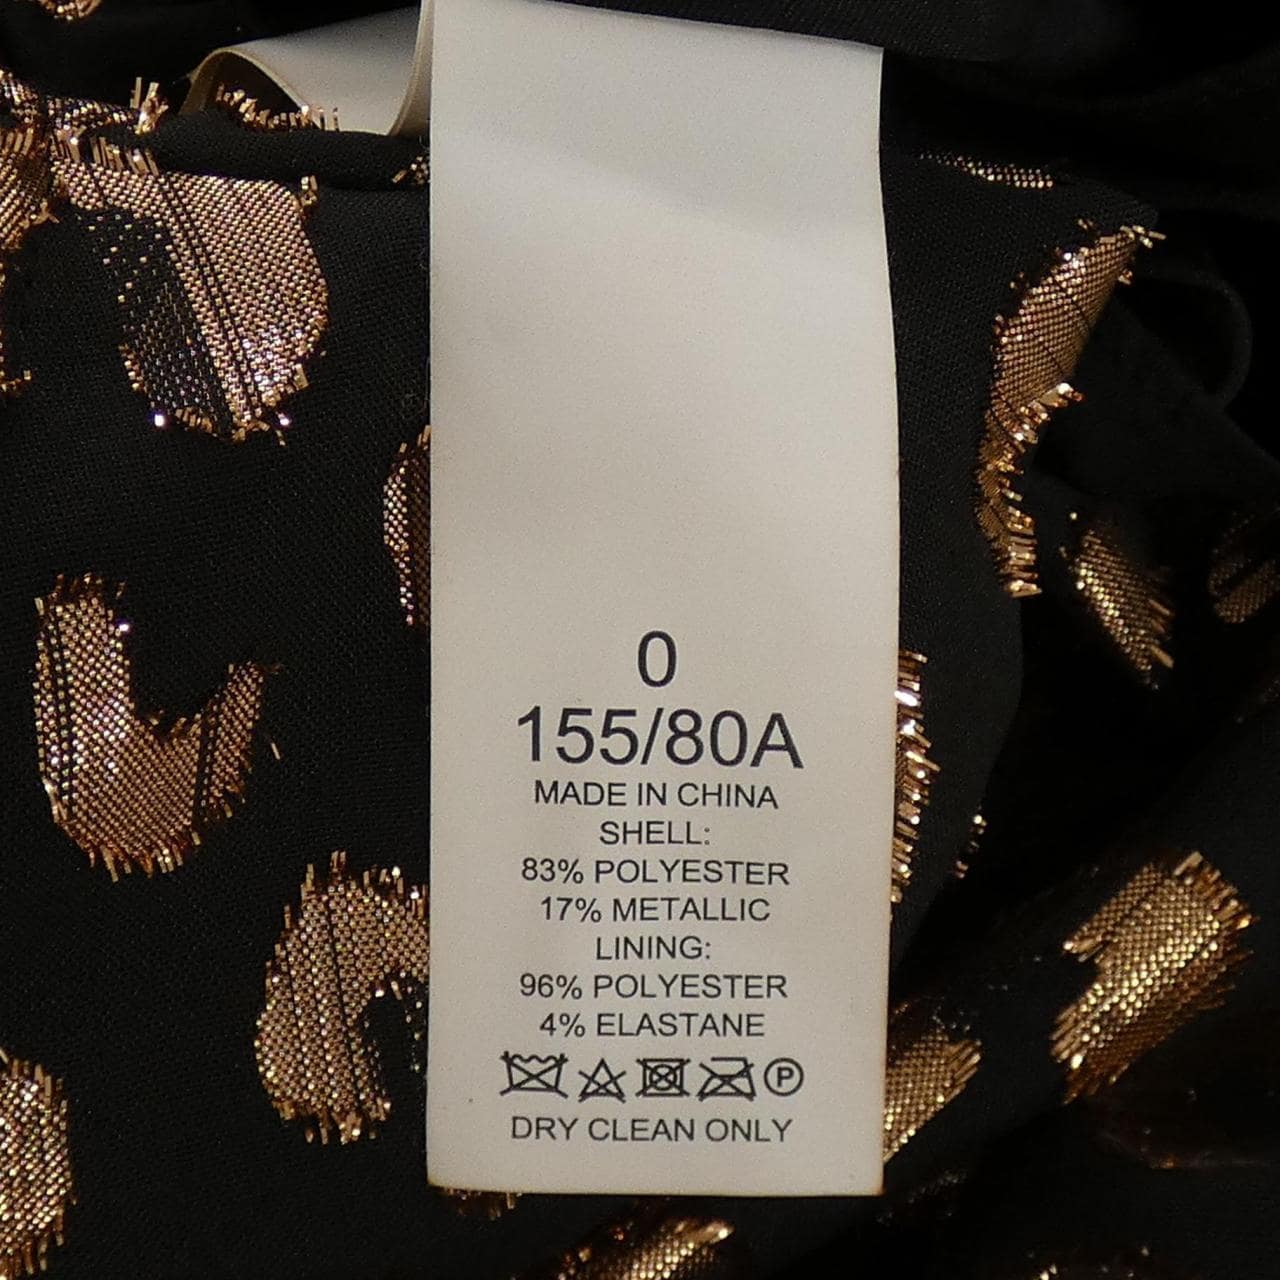 0
155/80A
MADE IN CHINA
SHELL:
83% POLYESTER
17% METALLIC
LINING:
96% POLYESTER
4% ELASTANE
P
DRY CLEAN ONLY